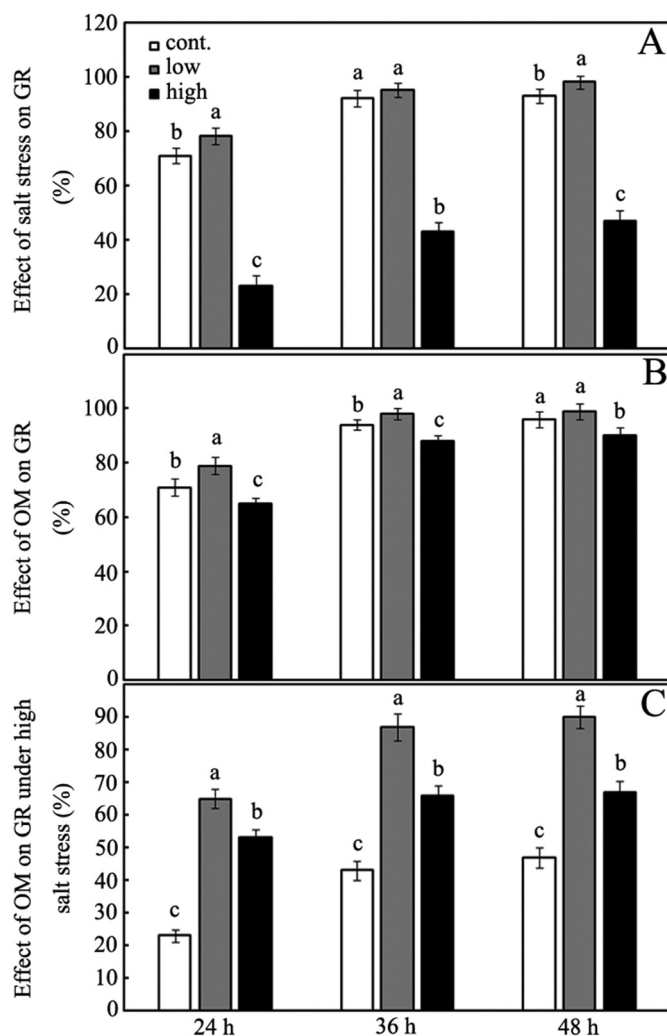 A
Effect of salt stress on GR
(%)
120
100
80
60
40
20
0
cont.
low
high
b
a
c
a
a
b
b
a
c
B
Effect of OM on GR
(%)
100
80
60
40
20
0
b
a
c
b
a
c
a
a
b
C
Effect of OM on GR under high
salt stress (%)
90
80
70
60
50
40
30
20
10
0
c
a
b
c
a
b
c
a
b
24 h
36 h
48 h